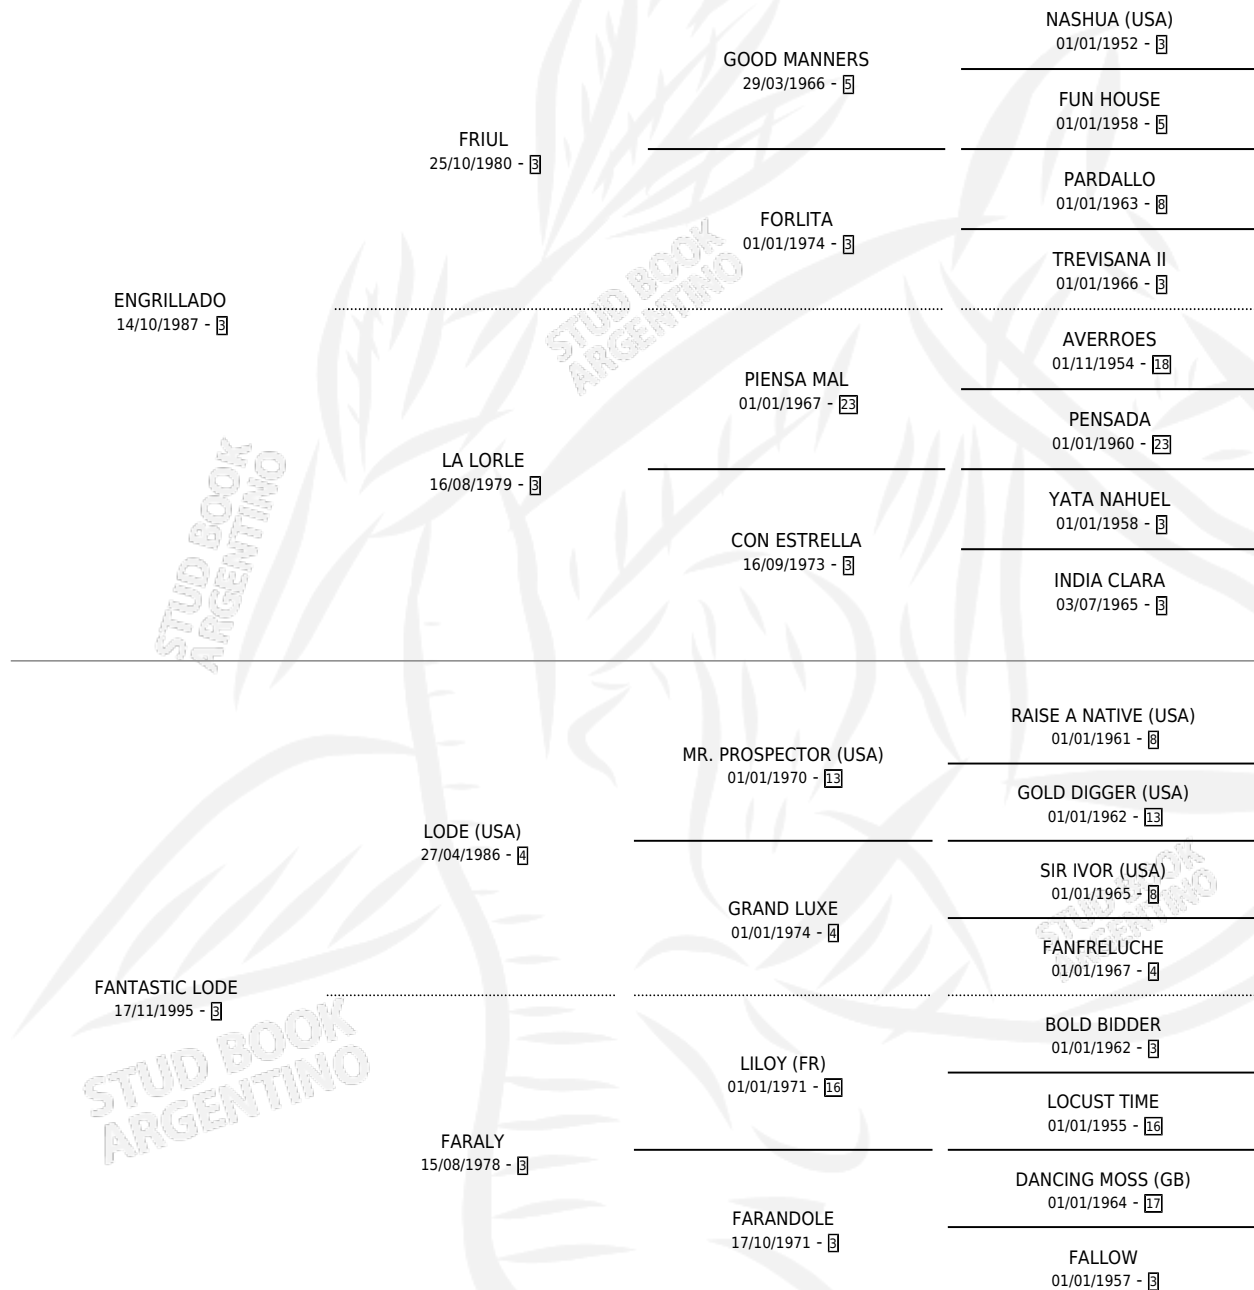 NASHUA (USA)
01/01/1952 - 3
GOOD MANNERS
29/03/1966 - 5
FUN HOUSE
01/01/1958 - 5
FRIUL
25/10/1980 - 3
PARDALLO
01/01/1963 - 8
FORLITA
01/01/1974 - 3
TREVISANA II
01/01/1966 - 3
ENGRILLADO
14/10/1987 - 3
STUD BOOK
ARGENTINO
AVERROES
01/11/1954 - 18
PIENSA MAL
01/01/1967 - 23
PENSADA
01/01/1960 - 23
LA LORLE
16/08/1979 - 3
YATA NAHUEL
01/01/1958 - 3
CON ESTRELLA
16/09/1973 - 3
INDIA CLARA
03/07/1965 - 3
STUD BOOK
ARGENTINO
RAISE A NATIVE (USA)
01/01/1961 - 8
MR. PROSPECTOR (USA)
01/01/1970 - 13
GOLD DIGGER (USA)
01/01/1962 - 13
LODE (USA)
27/04/1986 - 4
SIR IVOR (USA)
01/01/1965 - 8
GRAND LUXE
01/01/1974 - 4
STUD BOOK
ARGENTINO
FANFRELUCHE
01/01/1967 - 4
FANTASTIC LODE
17/11/1995 - 3
BOLD BIDDER
01/01/1962 - 3
LILOY (FR)
01/01/1971 - 16
STUD BOOK
ARGENTINO
LOCUST TIME
01/01/1955 - 16
FARALY
15/08/1978 - 3
DANCING MOSS (GB)
01/01/1964 - 17
FARANDOLE
17/10/1971 - 3
FALLOW
01/01/1957 - 3